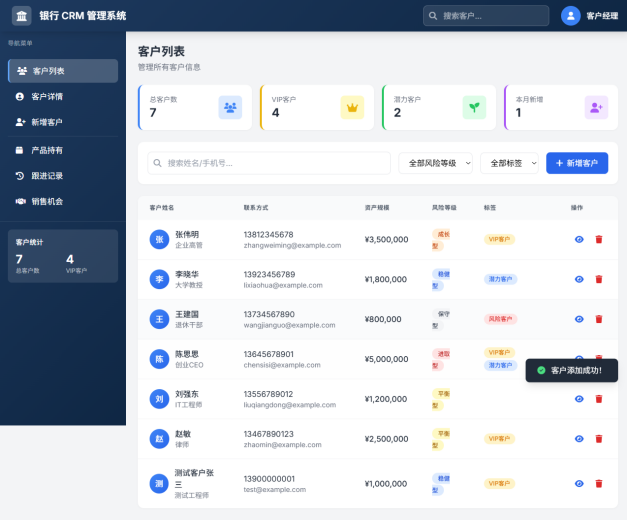 银行 CRM 管理系统
搜索客户...
客户经理
导航菜单
客户列表
客户详情
新增客户
产品持有
跟进记录
销售机会
客户统计
7
4
总客户数
VIP客户
客户列表
管理所有客户信息
总客户数
7
VIP客户
4
潜力客户
2
本月新增
1
搜索姓名/手机号...
全部风险等级
全部标签
新增客户
客户姓名 联系方式 资产规模 风险等级 标签 操作
张
张伟明
企业高管
13812345678
zhangweiming@example.com
¥3,500,000
成长
型
VIP客户
李
李晓华
大学教授
13923456789
lixiaohua@example.com
¥1,800,000
稳健
型
潜力客户
王
王建国
退休干部
13734567890
wangjianguo@example.com
¥800,000
保守
型
风险客户
陈
陈思思
创业CEO
13645678901
chensisi@example.com
¥5,000,000
进取
型
VIP客户
潜力客户
客户添加成功!
刘
刘强东
IT工程师
13556789012
liuqiangdong@example.com
¥1,200,000
平衡
型
VIP客户
赵
赵敏
律师
13467890123
zhaomin@example.com
¥2,500,000
平衡
型
VIP客户
测
测试客户张
三
测试工程师
13900000001
test@example.com
¥1,000,000
稳健
型
VIP客户